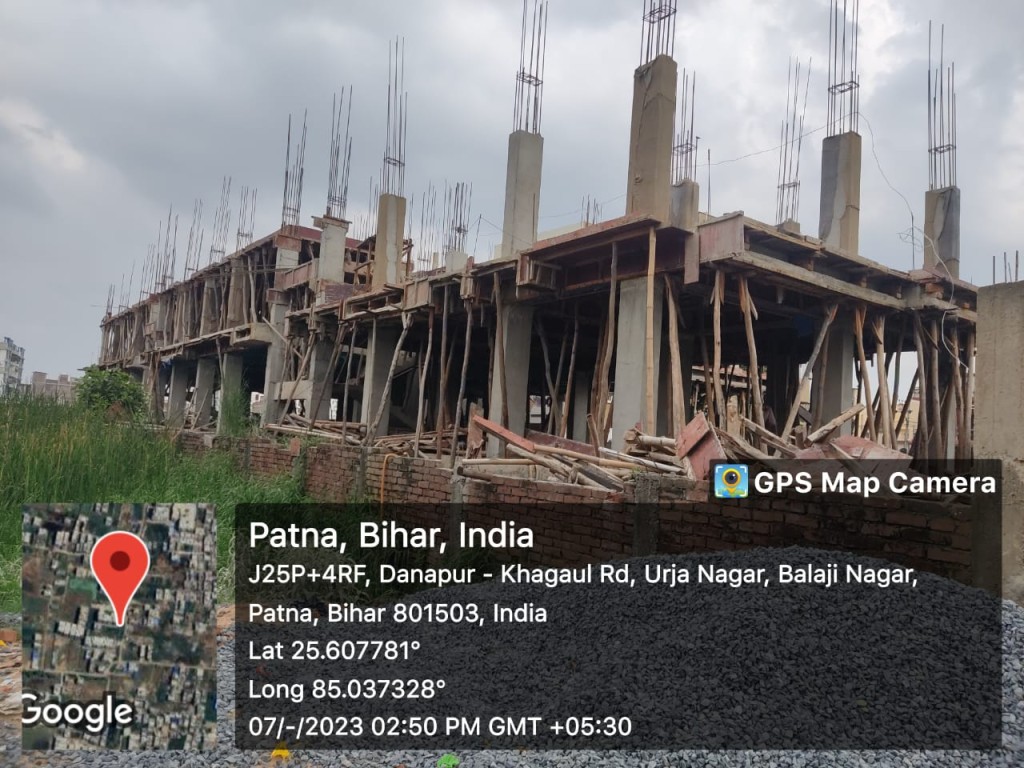 GPS Map Camera
Patna, Bihar, India
J25P+4RF, Danapur - Khagaul Rd, Urja Nagar, Balaji Nagar,
Patna, Bihar 801503, India
Lat 25.607781°
Long 85.037328°
07/-/2023 02:50 PM GMT +05:30
Google